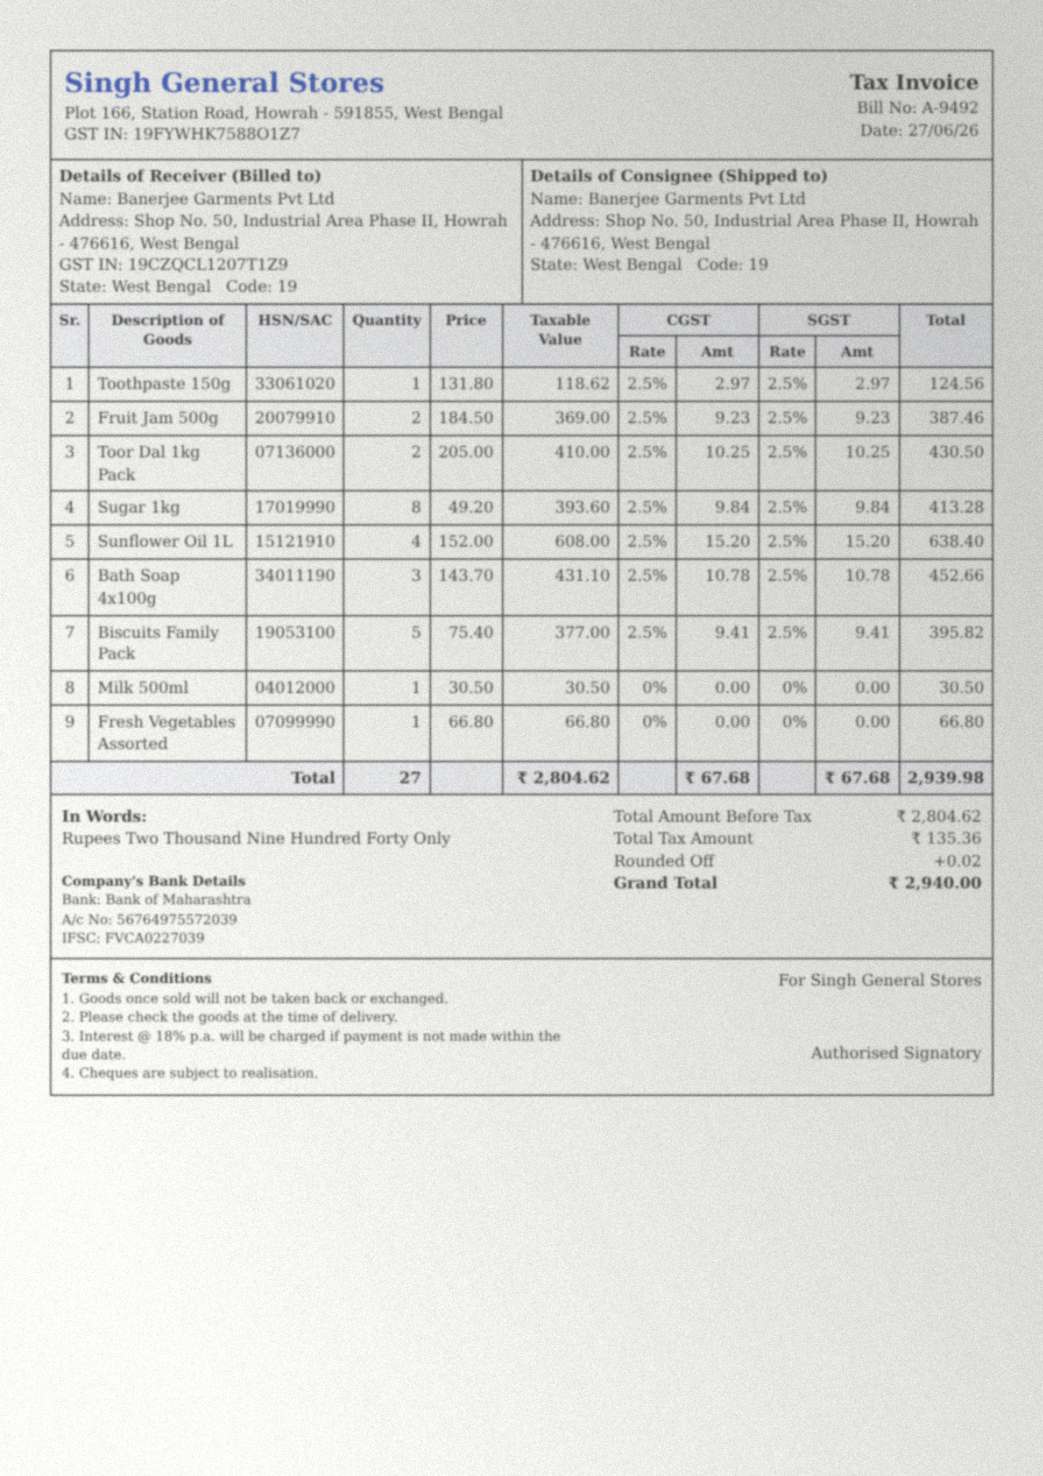 Singh General Stores
Plot 166, Station Road, Howrah - 591855, West Bengal
GST IN: 19FYWHK7588O1Z7
Tax Invoice
Bill No: A-9492
Date: 27/06/26
Details of Receiver (Billed to)
Name: Banerjee Garments Pvt Ltd
Address: Shop No. 50, Industrial Area Phase II, Howrah
- 476616, West Bengal
GST IN: 19CZQCL1207T1Z9
State: West Bengal Code: 19
Details of Consignee (Shipped to)
Name: Banerjee Garments Pvt Ltd
Address: Shop No. 50, Industrial Area Phase II, Howrah
- 476616, West Bengal
State: West Bengal Code: 19
Sr. Description of Goods HSN/SAC Quantity Price Taxable Value CGST SGST Total
Rate Amt Rate Amt
1 Toothpaste 150g 33061020 1 131.80 118.62 2.5% 2.97 2.5% 2.97 124.56
2 Fruit Jam 500g 20079910 2 184.50 369.00 2.5% 9.23 2.5% 9.23 387.46
3 Toor Dal 1kg 07136000 2 205.00 410.00 2.5% 10.25 2.5% 10.25 430.50
Pack
4 Sugar 1kg 17019990 8 49.20 393.60 2.5% 9.84 2.5% 9.84 413.28
5 Sunflower Oil 1L 15121910 4 152.00 608.00 2.5% 15.20 2.5% 15.20 638.40
6 Bath Soap 34011190 3 143.70 431.10 2.5% 10.78 2.5% 10.78 452.66
4x100g
7 Biscuits Family 19053100 5 75.40 377.00 2.5% 9.41 2.5% 9.41 395.82
Pack
8 Milk 500ml 04012000 1 30.50 30.50 0% 0.00 0% 0.00 30.50
9 Fresh Vegetables 07099990 1 66.80 66.80 0% 0.00 0% 0.00 66.80
Assorted
Total 27 ₹ 2,804.62 ₹ 67.68 ₹ 67.68 2,939.98
In Words:
Rupees Two Thousand Nine Hundred Forty Only
Company's Bank Details
Bank: Bank of Maharashtra
A/c No: 56764975572039
IFSC: FVCA0227039
Total Amount Before Tax ₹ 2,804.62
Total Tax Amount ₹ 135.36
Rounded Off +0.02
Grand Total ₹ 2,940.00
Terms & Conditions
1. Goods once sold will not be taken back or exchanged.
2. Please check the goods at the time of delivery.
3. Interest @ 18% p.a. will be charged if payment is not made within the
due date.
4. Cheques are subject to realisation.
For Singh General Stores
Authorised Signatory